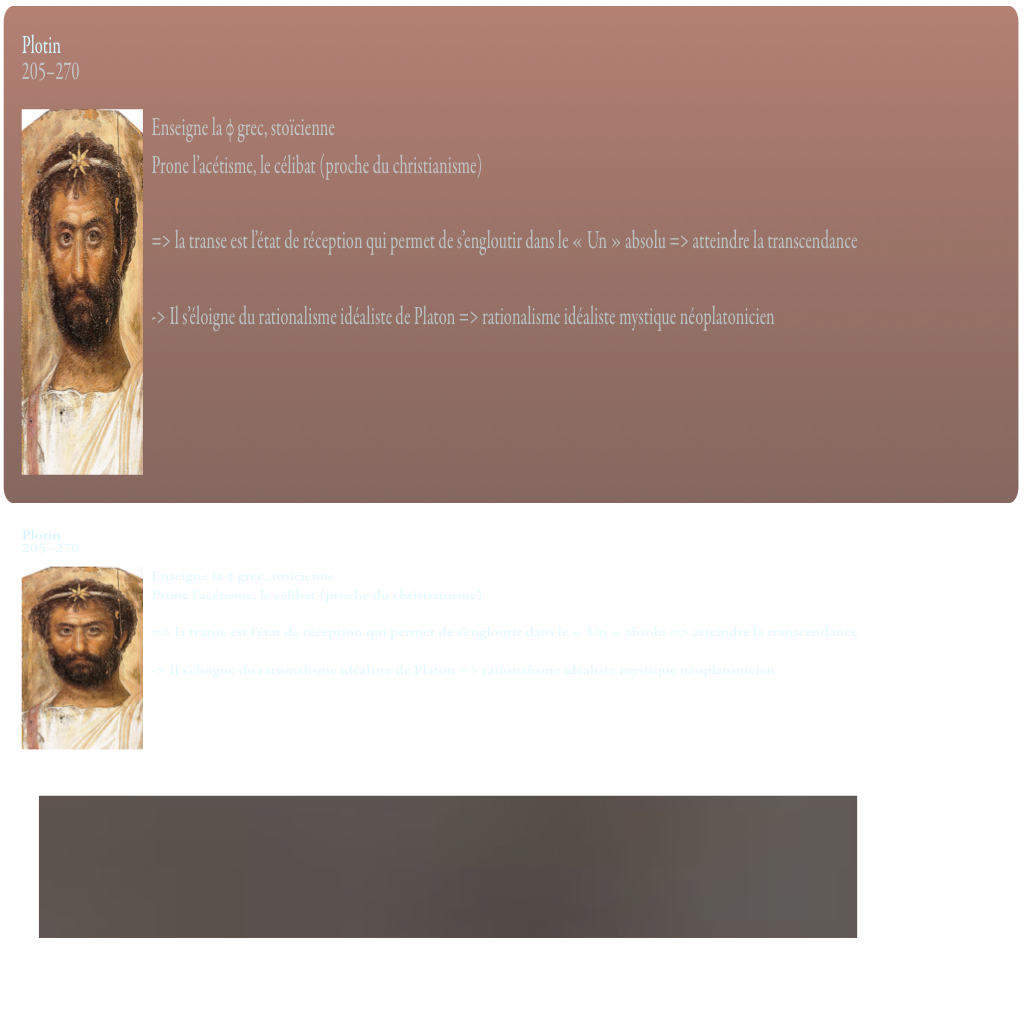 Plotin
205–270
Enseigne la ϕ grec, stoïcienne
Prone l’acétisme, le célibat (proche du christianisme)
=> la transe est l’état de réception qui permet de s’engloutir dans le « Un » absolu => atteindre la transcendance
-> Il s’éloigne du rationalisme idéaliste de Platon => rationalisme idéaliste mystique néoplatonicien
Plotin
205–270
Enseigne la ϕ grec, stoïcienne
Prone l’acétisme, le célibat (proche du christianisme)
=> la transe est l’état de réception qui permet de s’engloutir dans le « Un » absolu => atteindre la transcendance
-> Il s’éloigne du rationalisme idéaliste de Platon => rationalisme idéaliste mystique néoplatonicien